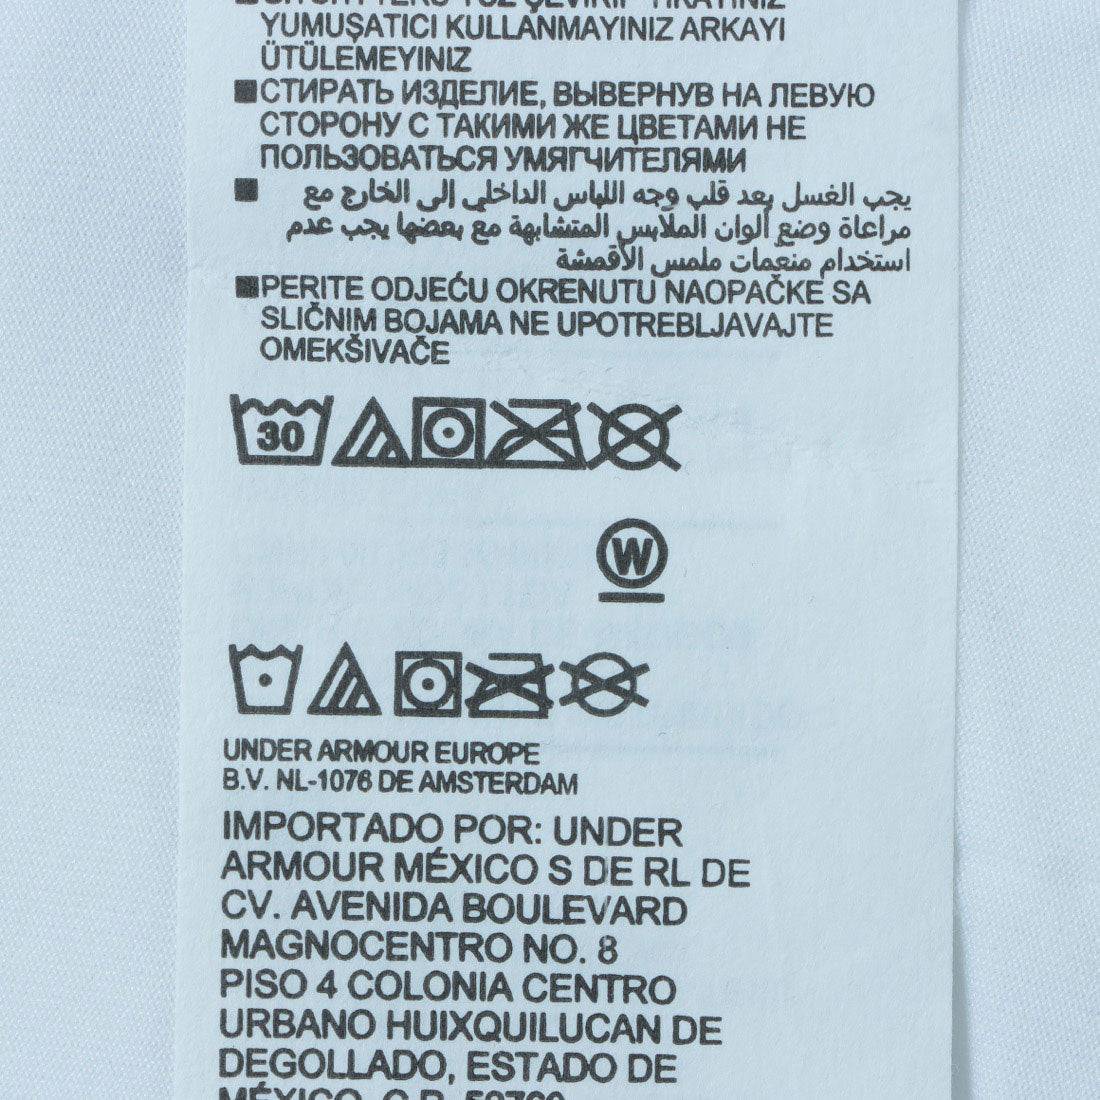 YUMUŞATICI KULLANMAYINIZ ARKAYI
ÜTÜLEMEYINIZ
■СТИРАТЬ ИЗДЕЛИЕ, ВЫВЕРНУВ НА ЛЕВУЮ
СТОРОНУ С ТАКИМИ ЖЕ ЦВЕТАМИ НЕ
ПОЛЬЗОВАТЬСЯ УМЯГЧИТЕЛЯМИ
■ يجب الغسل بعد قلب وجه اللباس الداخلي إلى الخارج مع
مراعاة وضع ألوان الملابس المتشابهة مع بعضها يجب عدم
استخدام منعمات ملمس الأقمشة
■PERITE ODJEĆU OKRENUTU NAOPAČKE SA
SLIČNIM BOJAMA NE UPOTREBLJAVAJTE
OMEKŠIVAČE
30
W
UNDER ARMOUR EUROPE
B.V. NL-1076 DE AMSTERDAM
IMPORTADO POR: UNDER
ARMOUR MÉXICO S DE RL DE
CV. AVENIDA BOULEVARD
MAGNOCENTRO NO. 8
PISO 4 COLONIA CENTRO
URBANO HUIXQUILUCAN DE
DEGOLLADO, ESTADO DE
MÉXICO, C.P. 52760